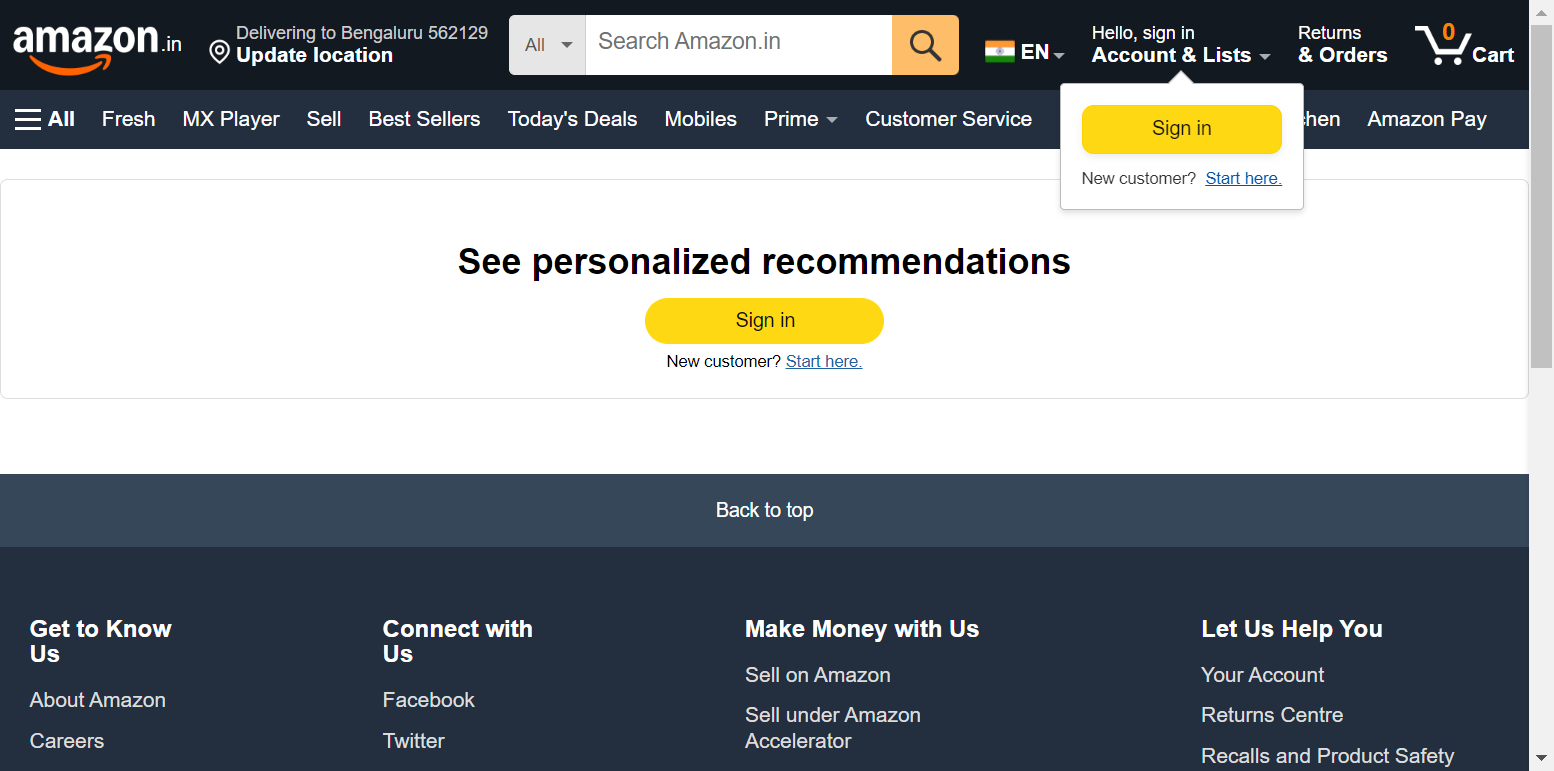 amazon.in
Delivering to Bengaluru 562129
Update location
All
Search Amazon.in
EN
Hello, sign in
Account & Lists
Returns
& Orders
0
Cart
All
Fresh
MX Player
Sell
Best Sellers
Today's Deals
Mobiles
Prime
Customer Service
Amazon Pay
Sign in
New customer? Start here.
See personalized recommendations
Sign in
New customer? Start here.
Back to top
Get to Know
Us
About Amazon
Careers
Connect with
Us
Facebook
Twitter
Make Money with Us
Sell on Amazon
Sell under Amazon
Accelerator
Let Us Help You
Your Account
Returns Centre
Recalls and Product Safety